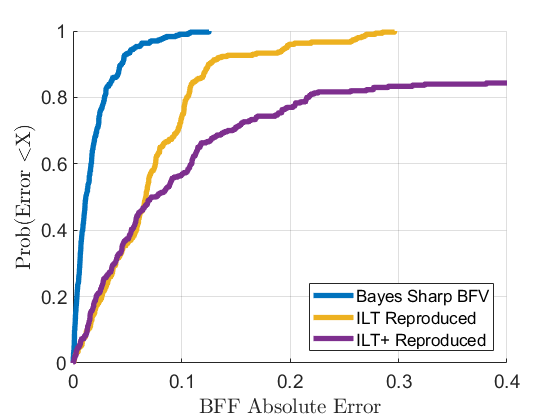 1
0.8
0.6
0.4
0.2
0
Prob(Error <X)
0 0.1 0.2 0.3 0.4
BFF Absolute Error
Bayes Sharp BFV
ILT Reproduced
ILT+ Reproduced